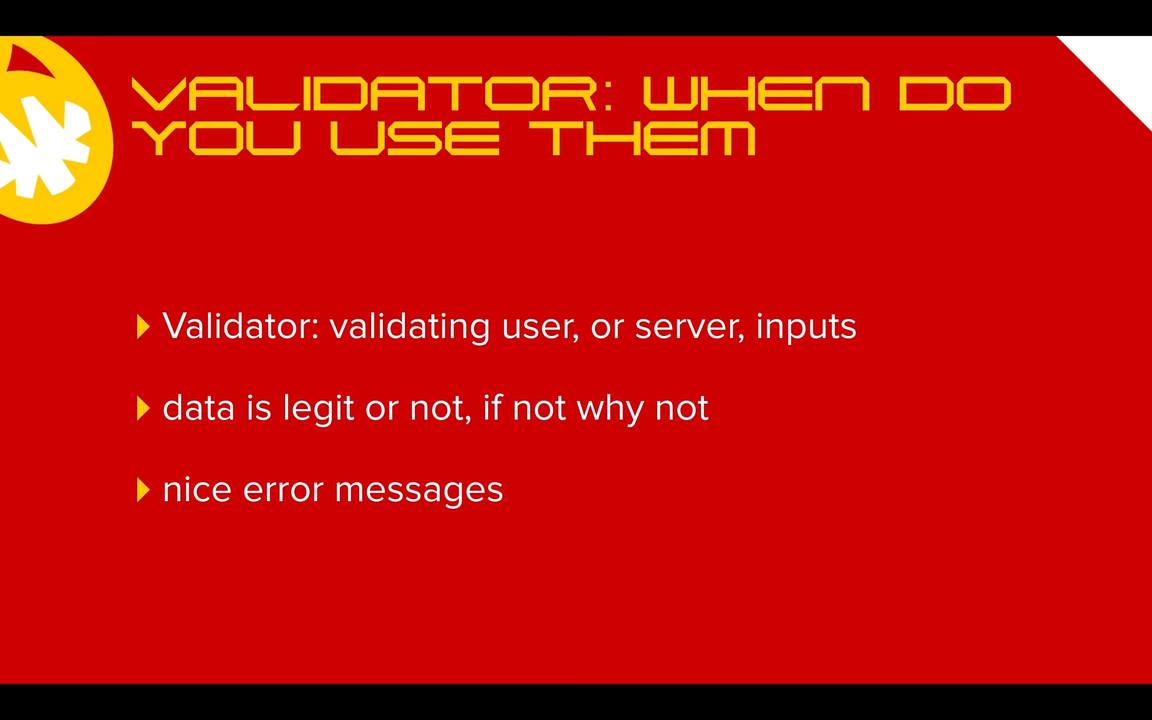 VALIDATOR: WHEN DO
YOU USE THEM
Validator: validating user, or server, inputs
data is legit or not, if not why not
nice error messages